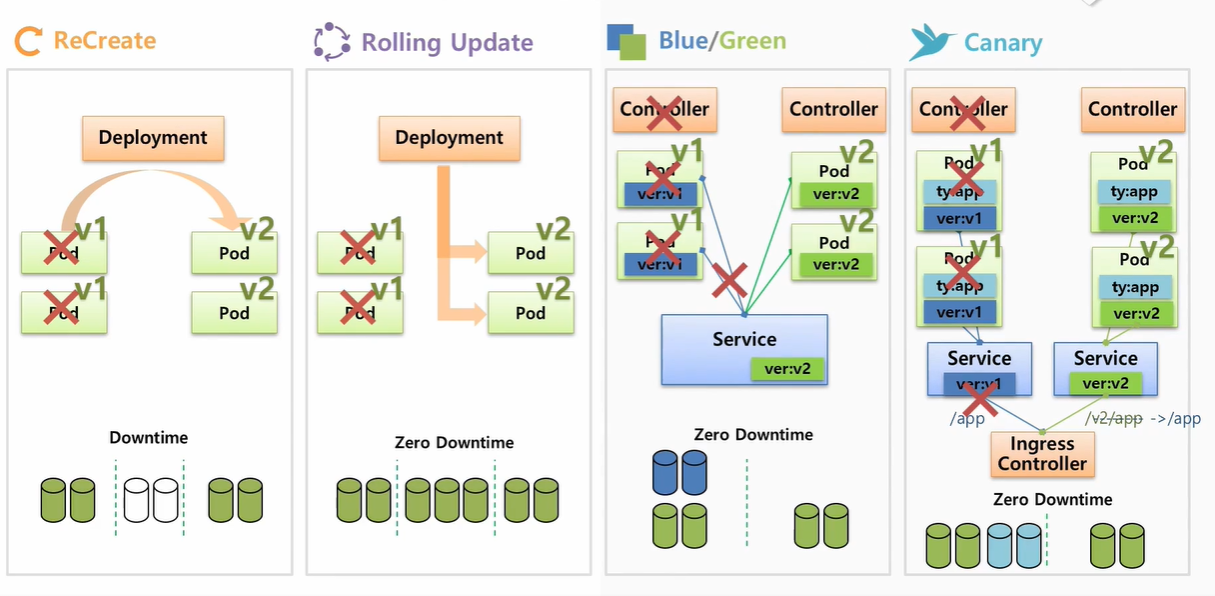 ReCreate
Deployment
v1
Pod
v2
Pod
v1
Pod
v2
Pod
Downtime
Rolling Update
Deployment
v1
Pod
v2
Pod
v1
Pod
v2
Pod
Zero Downtime
Blue/Green
Controller
Controller
v1
Pod
ver:v1
v2
Pod
ver:v2
v1
Pod
ver:v1
v2
Pod
ver:v2
Service
ver:v2
Zero Downtime
Canary
Controller
Controller
v1
Pod
ty:app
ver:v1
v2
Pod
ty:app
ver:v2
v1
Pod
ty:app
ver:v1
v2
Pod
ty:app
ver:v2
Service
ver:v1
Service
ver:v2
/app
/v2/app ->/app
Ingress
Controller
Zero Downtime